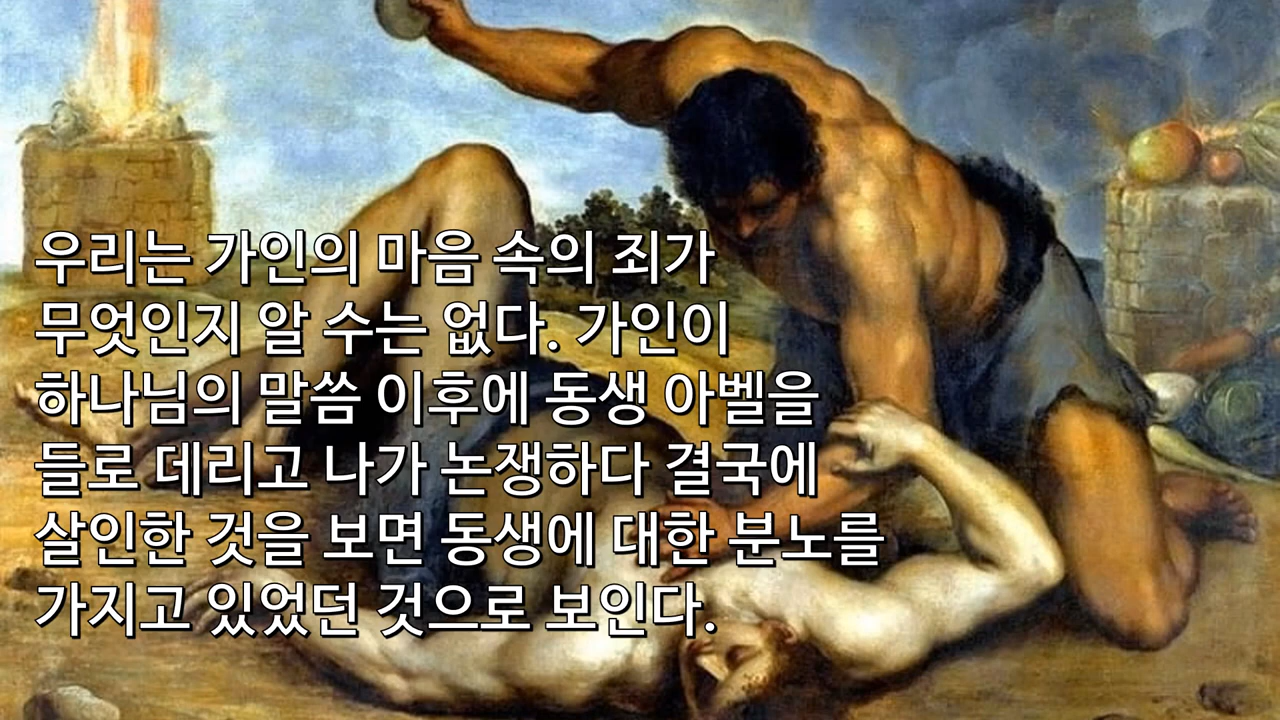 우리는 가인의 마음 속의 죄가
무엇인지 알 수는 없다. 가인이
하나님의 말씀 이후에 동생 아벨을
들로 데리고 나가 논쟁하다 결국에
살인한 것을 보면 동생에 대한 분노를
가지고 있었던 것으로 보인다.